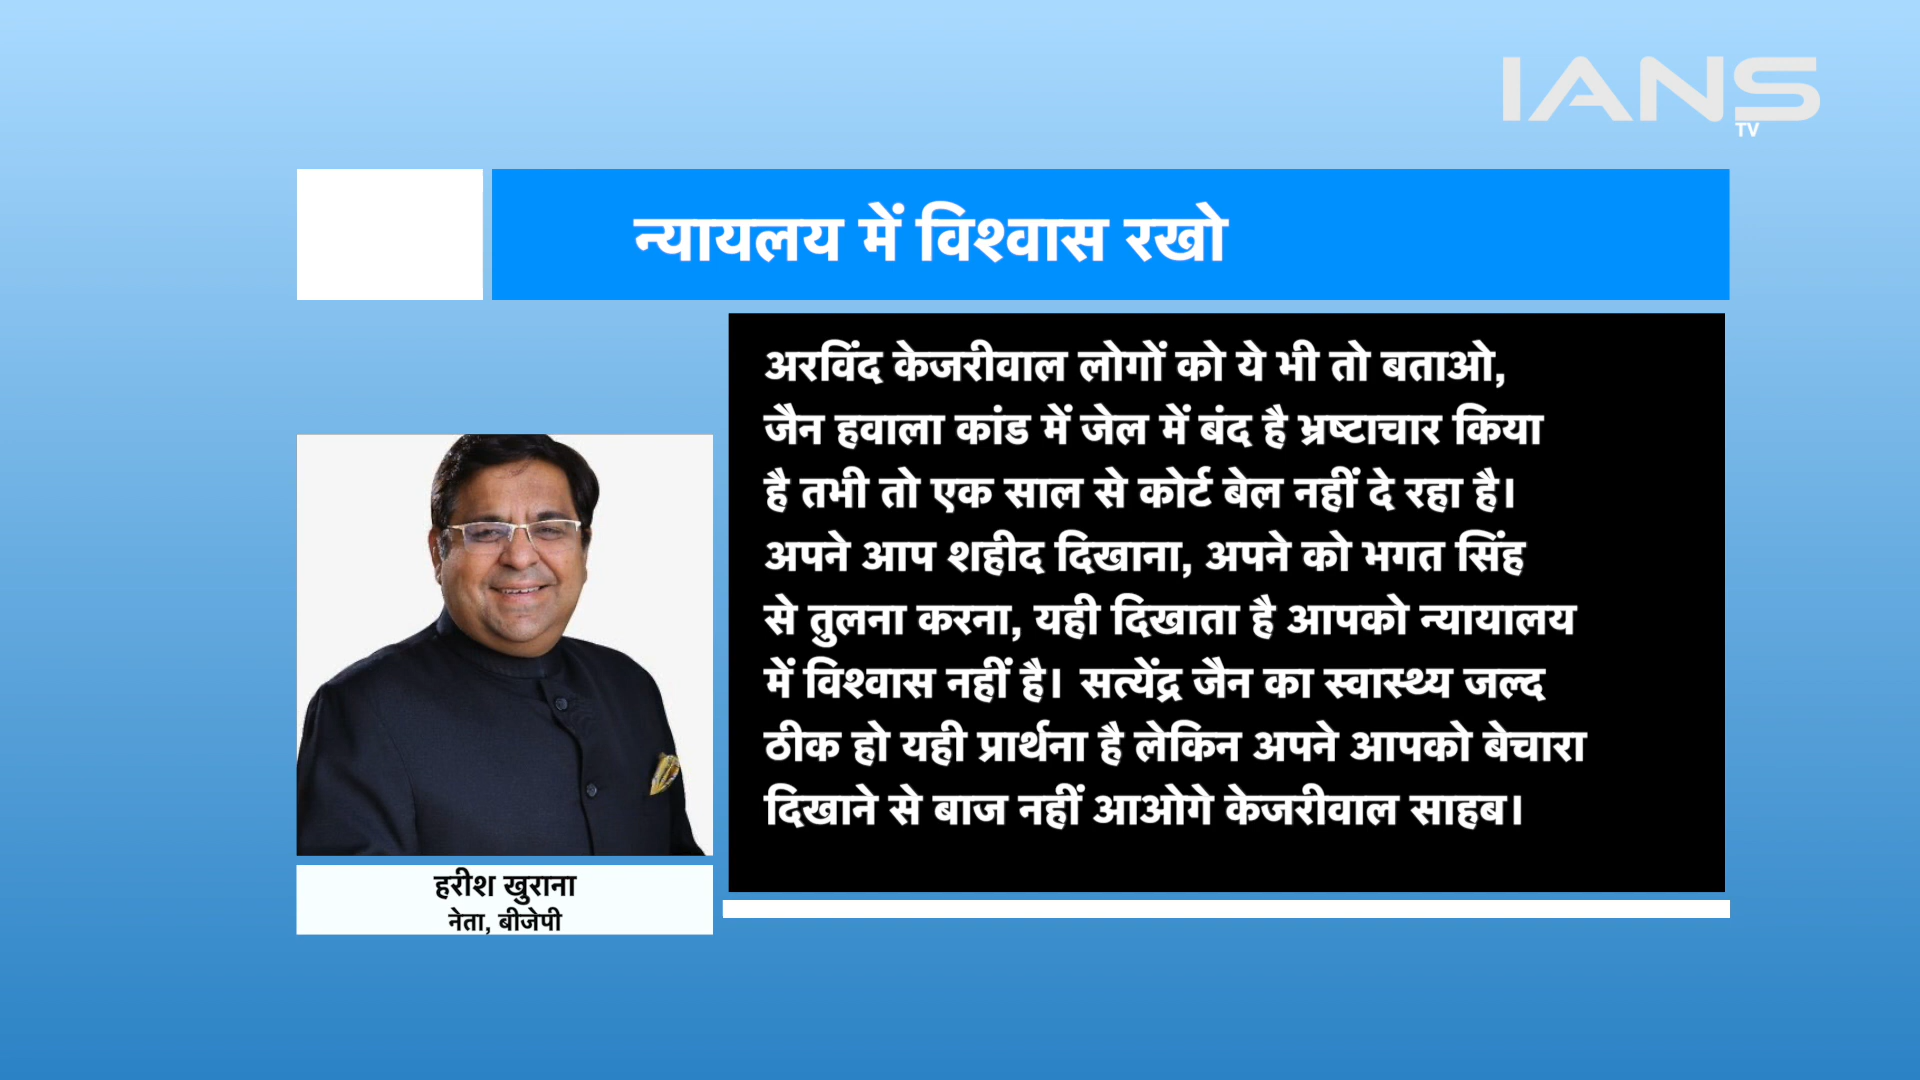 IANS
TV
न्यायलय में विश्वास रखो
अरविंद केजरीवाल लोगों को ये भी तो बताओ,
जैन हवाला कांड में जेल में बंद है भ्रष्टाचार किया
है तभी तो एक साल से कोर्ट बेल नहीं दे रहा है।
अपने आप शहीद दिखाना, अपने को भगत सिंह
से तुलना करना, यही दिखाता है आपको न्यायालय
में विश्वास नहीं है। सत्येंद्र जैन का स्वास्थ्य जल्द
ठीक हो यही प्रार्थना है लेकिन अपने आपको बेचारा
दिखाने से बाज नहीं आओगे केजरीवाल साहब।
हरीश खुराना
नेता, बीजेपी